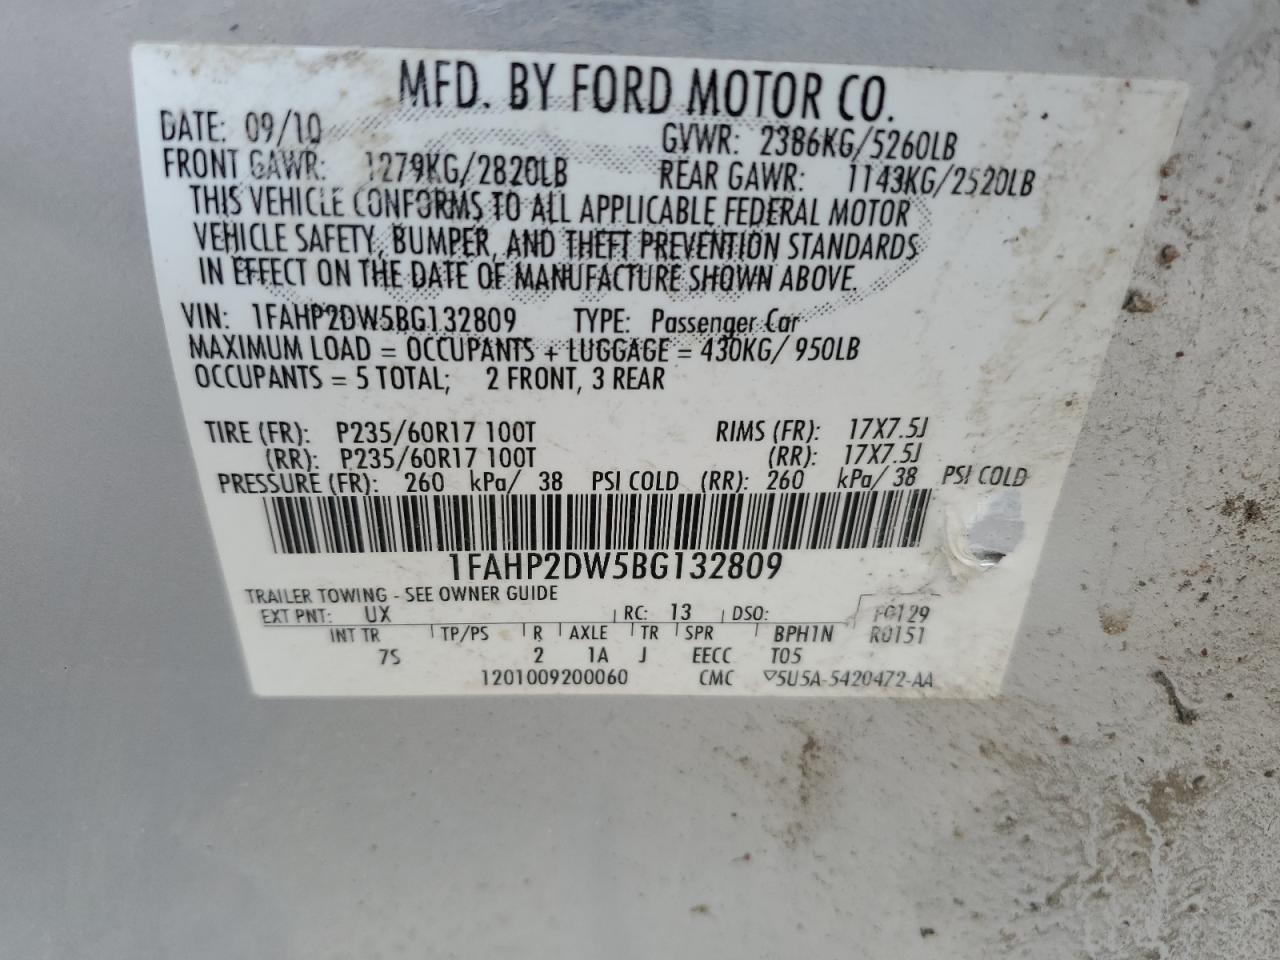 MFD. BY FORD MOTOR CO.
DATE: 09/10 GVWR: 2386KG/5260LB
FRONT GAWR: 1279KG/2820LB REAR GAWR: 1143KG/2520LB
THIS VEHICLE CONFORMS TO ALL APPLICABLE FEDERAL MOTOR
VEHICLE SAFETY, BUMPER, AND THEFT PREVENTION STANDARDS
IN EFFECT ON THE DATE OF MANUFACTURE SHOWN ABOVE.
VIN: 1FAHP2DW5BG132809 TYPE: Passenger Car
MAXIMUM LOAD = OCCUPANTS + LUGGAGE = 430KG/ 950LB
OCCUPANTS = 5 TOTAL; 2 FRONT, 3 REAR
TIRE (FR): P235/60R17 100T RIMS (FR): 17X7.5J
(RR): P235/60R17 100T (RR): 17X7.5J
PRESSURE (FR): 260 kPa/ 38 PSI COLD (RR): 260 kPa/ 38 PSI COLD
1FAHP2DW5BG132809
TRAILER TOWING - SEE OWNER GUIDE
EXT PNT: UX RC: 13 DSO: FC129
INT TR TP/PS R AXLE TR SPR BPH1N R0151
7S 2 1A J EECC T05
1201009200060 CMC ▽5U5A-5420472-AA